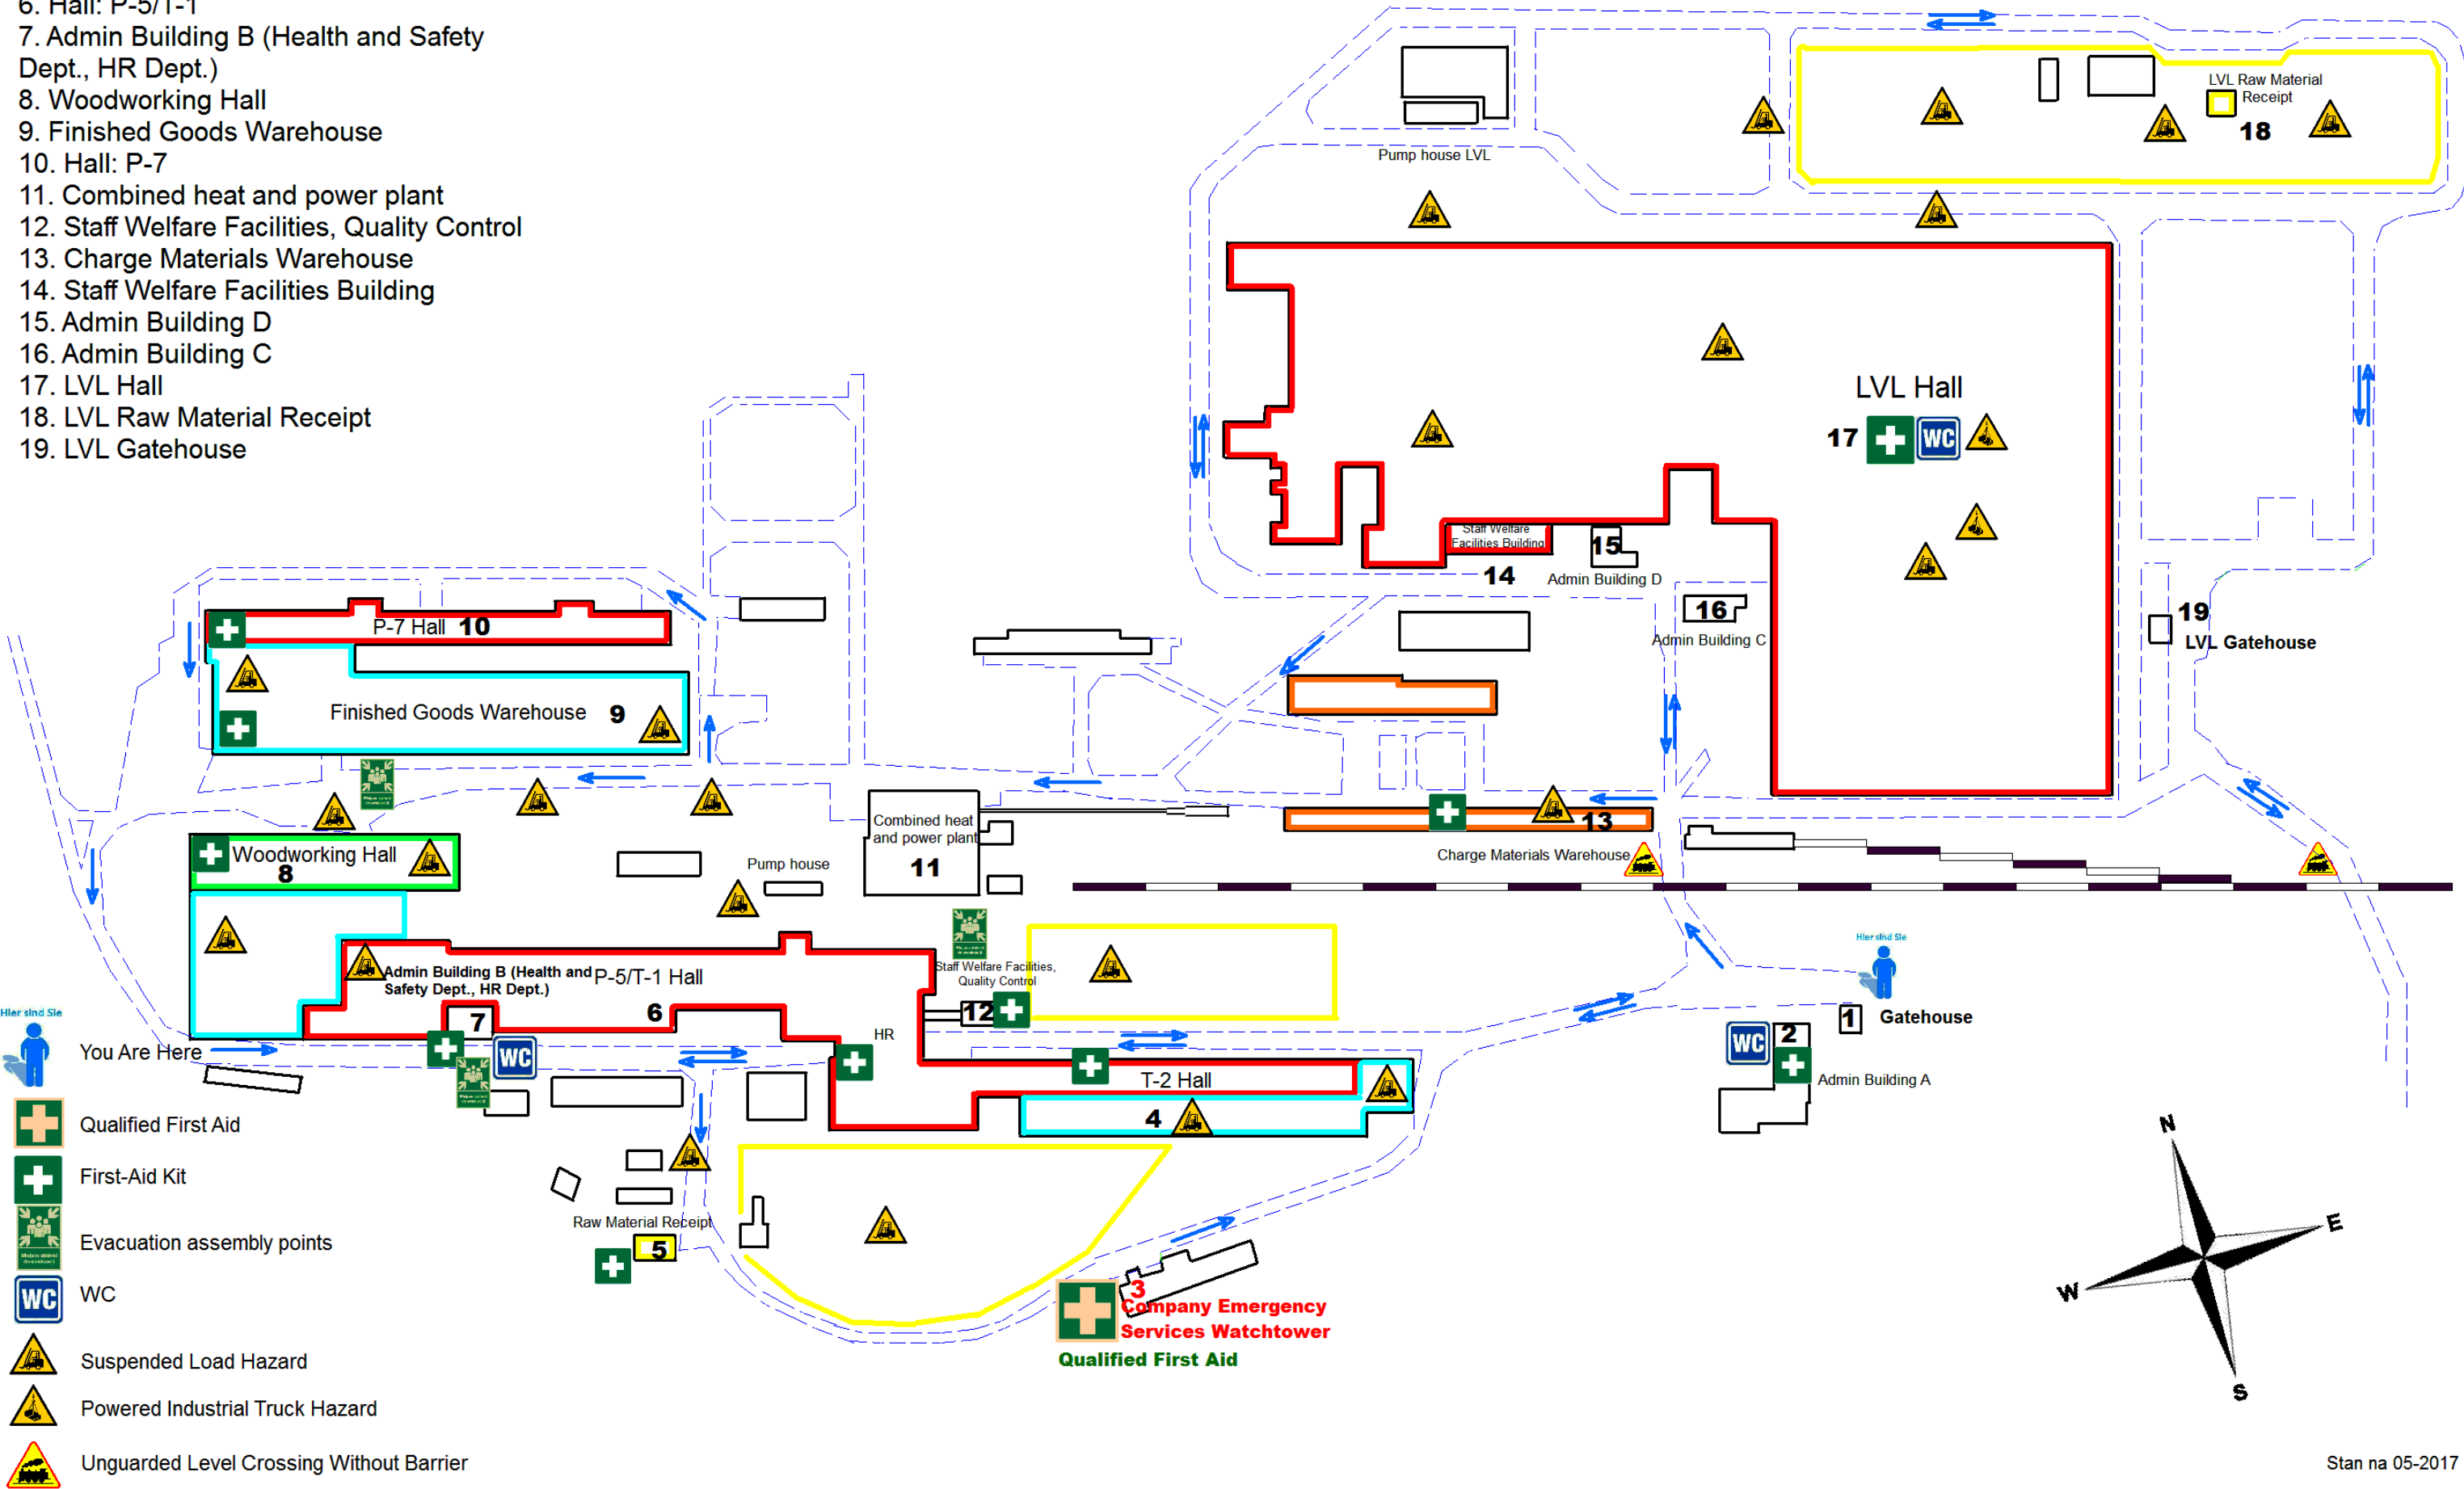 6. Hall: P-5/T-1
7. Admin Building B (Health and Safety
Dept., HR Dept.)
8. Woodworking Hall
9. Finished Goods Warehouse
10. Hall: P-7
11. Combined heat and power plant
12. Staff Welfare Facilities, Quality Control
13. Charge Materials Warehouse
14. Staff Welfare Facilities Building
15. Admin Building D
16. Admin Building C
17. LVL Hall
18. LVL Raw Material Receipt
19. LVL Gatehouse
LVL Raw Material
Receipt
18
Pump house LVL
LVL Hall
17
WC
Staff Welfare
Facilities Building
14
15
Admin Building D
16
Admin Building C
19
LVL Gatehouse
P-7 Hall 10
Finished Goods Warehouse 9
Woodworking Hall
8
Combined heat
and power plant
11
Pump house
13
Charge Materials Warehouse
Admin Building B (Health and
Safety Dept., HR Dept.)
P-5/T-1 Hall
6
7
WC
Staff Welfare Facilities,
Quality Control
12
HR
T-2 Hall
4
Hier sind Sie
1 Gatehouse
WC
2
Admin Building A
Raw Material Receipt
5
3
Company Emergency
Services Watchtower
Qualified First Aid
Hier sind Sie
You Are Here
Qualified First Aid
First-Aid Kit
Evacuation assembly points
WC WC
Suspended Load Hazard
Powered Industrial Truck Hazard
Unguarded Level Crossing Without Barrier
N
E
W
S
Stan na 05-2017